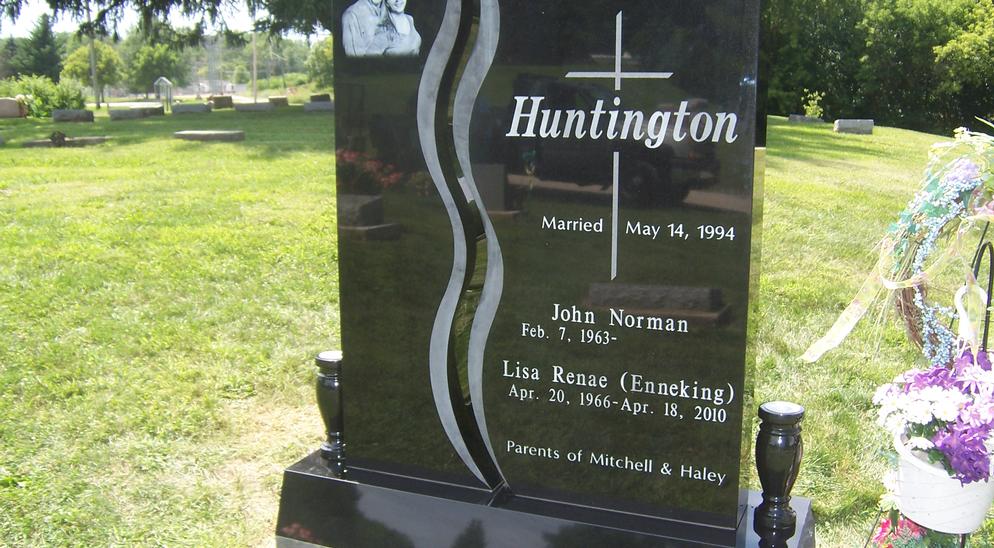 Huntington
Married May 14, 1994
John Norman
Feb. 7, 1963-
Lisa Renae (Enneking)
Apr. 20, 1966-Apr. 18, 2010
Parents of Mitchell & Haley